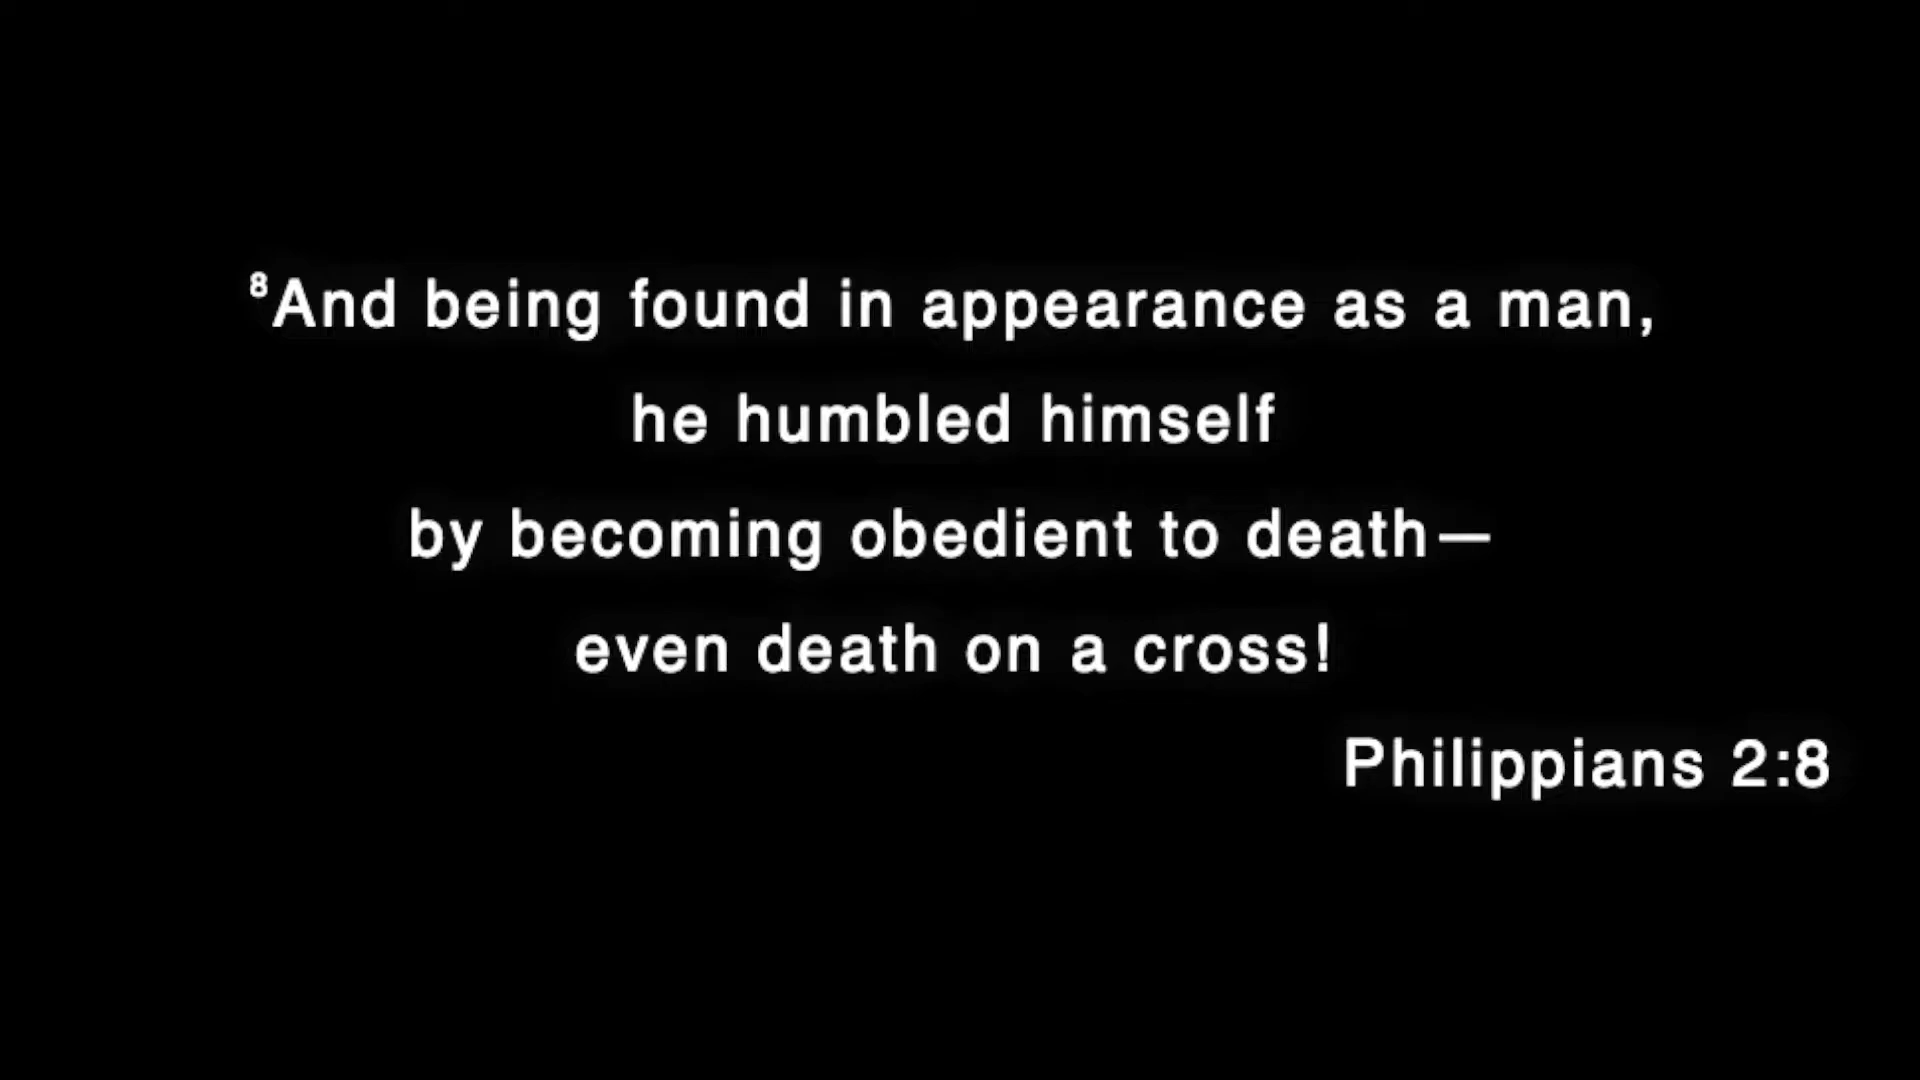 ⁸And being found in appearance as a man,
he humbled himself
by becoming obedient to death—
even death on a cross!
Philippians 2:8